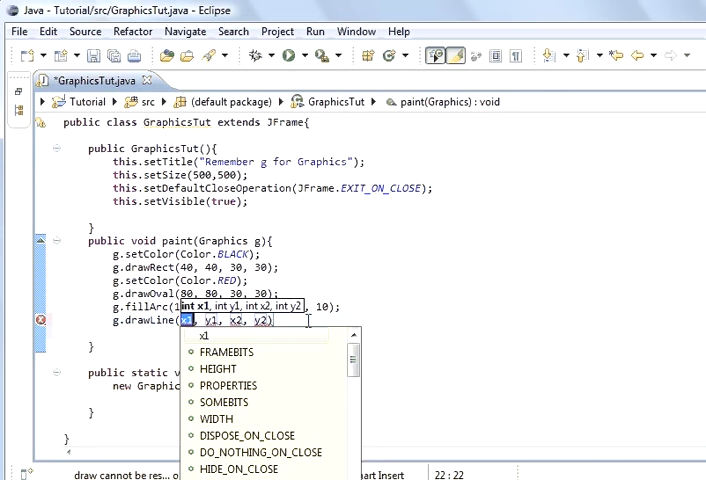 Java - Tutorial/src/GraphicsTut.java - Eclipse
File Edit Source Refactor Navigate Search Project Run Window Help
*GraphicsTut.java
Tutorial src (default package) GraphicsTut paint(Graphics) : void
public class GraphicsTut extends JFrame{
public GraphicsTut(){
this.setTitle("Remember g for Graphics");
this.setSize(500,500);
this.setDefaultCloseOperation(JFrame.EXIT_ON_CLOSE);
this.setVisible(true);
}
public void paint(Graphics g){
g.setColor(Color.BLACK);
g.drawRect(40, 40, 30, 30);
g.setColor(Color.RED);
g.drawOval(80, 80, 30, 30);
g.fillArc(1 int x1, int y1, int x2, int y2 , 10);
g.drawLine(x1, y1, x2, y2)
x1
}
FRAMEBITS
HEIGHT
public static v
new Graphic
PROPERTIES
SOMEBITS
}
WIDTH
DISPOSE_ON_CLOSE
}
DO_NOTHING_ON_CLOSE
HIDE_ON_CLOSE
draw cannot be res... o art Insert 22 : 22